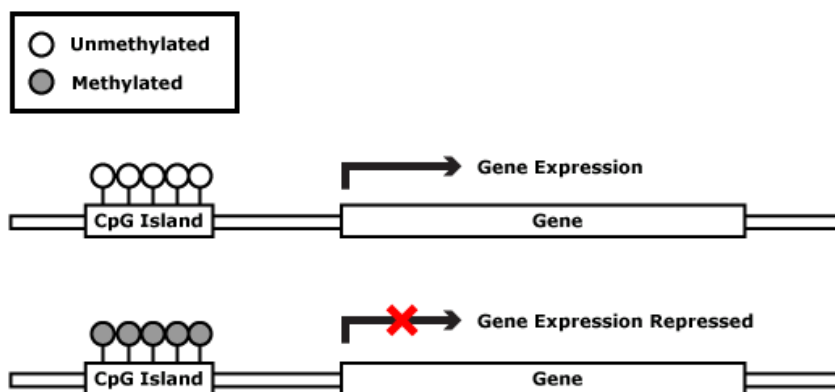 Unmethylated
Methylated
Gene Expression
CpG Island
Gene
Gene Expression Repressed
CpG Island
Gene